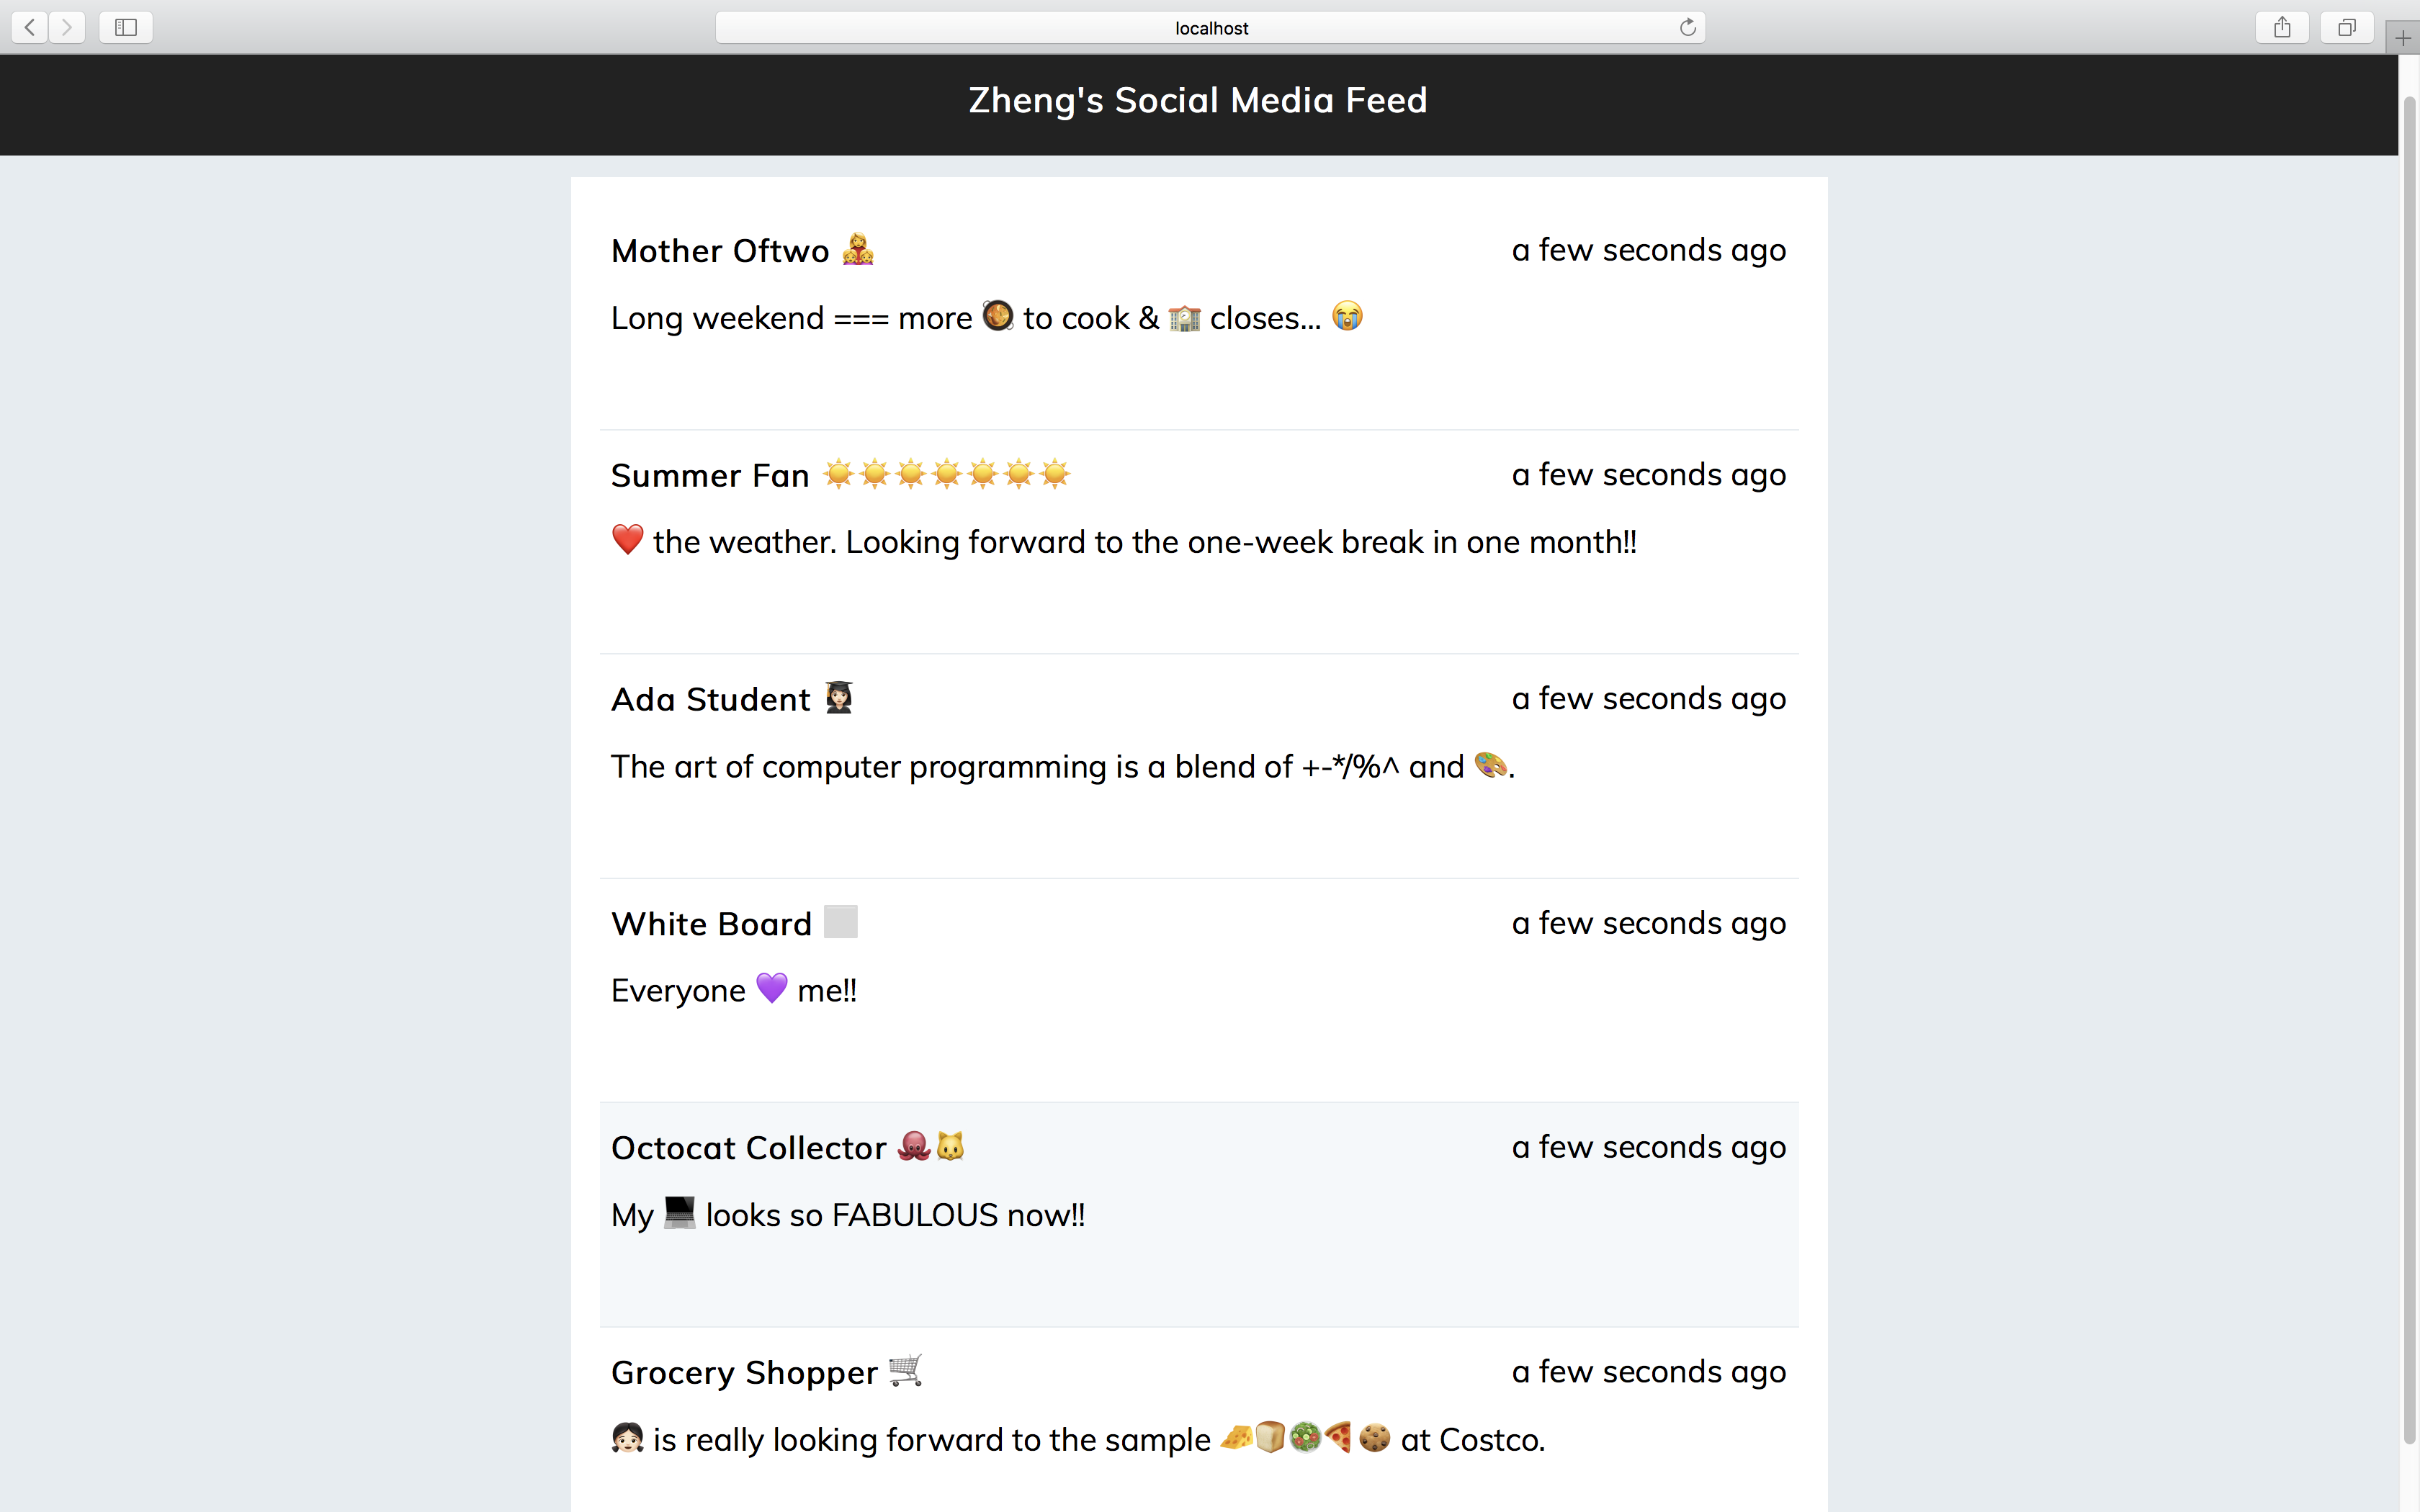 localhost
Zheng's Social Media Feed
Mother Oftwo 👩‍👧‍👧 a few seconds ago
Long weekend === more 🥘 to cook & 🏫 closes... 😭
Summer Fan ☀️☀️☀️☀️☀️☀️☀️ a few seconds ago
❤️ the weather. Looking forward to the one-week break in one month!!
Ada Student 👩🏻‍🎓 a few seconds ago
The art of computer programming is a blend of +-*/%^ and 🎨.
White Board ⬜ a few seconds ago
Everyone 💜 me!!
Octocat Collector 🐙🐱 a few seconds ago
My 💻 looks so FABULOUS now!!
Grocery Shopper 🛒 a few seconds ago
👧🏻 is really looking forward to the sample 🧀🍞🥗🍕🍪 at Costco.